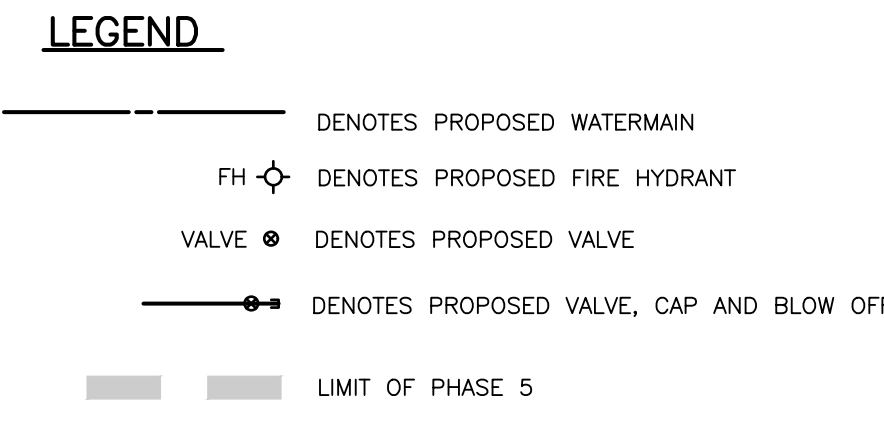 LEGEND
DENOTES PROPOSED WATERMAIN
FH DENOTES PROPOSED FIRE HYDRANT
VALVE DENOTES PROPOSED VALVE
DENOTES PROPOSED VALVE, CAP AND BLOW OFF
LIMIT OF PHASE 5